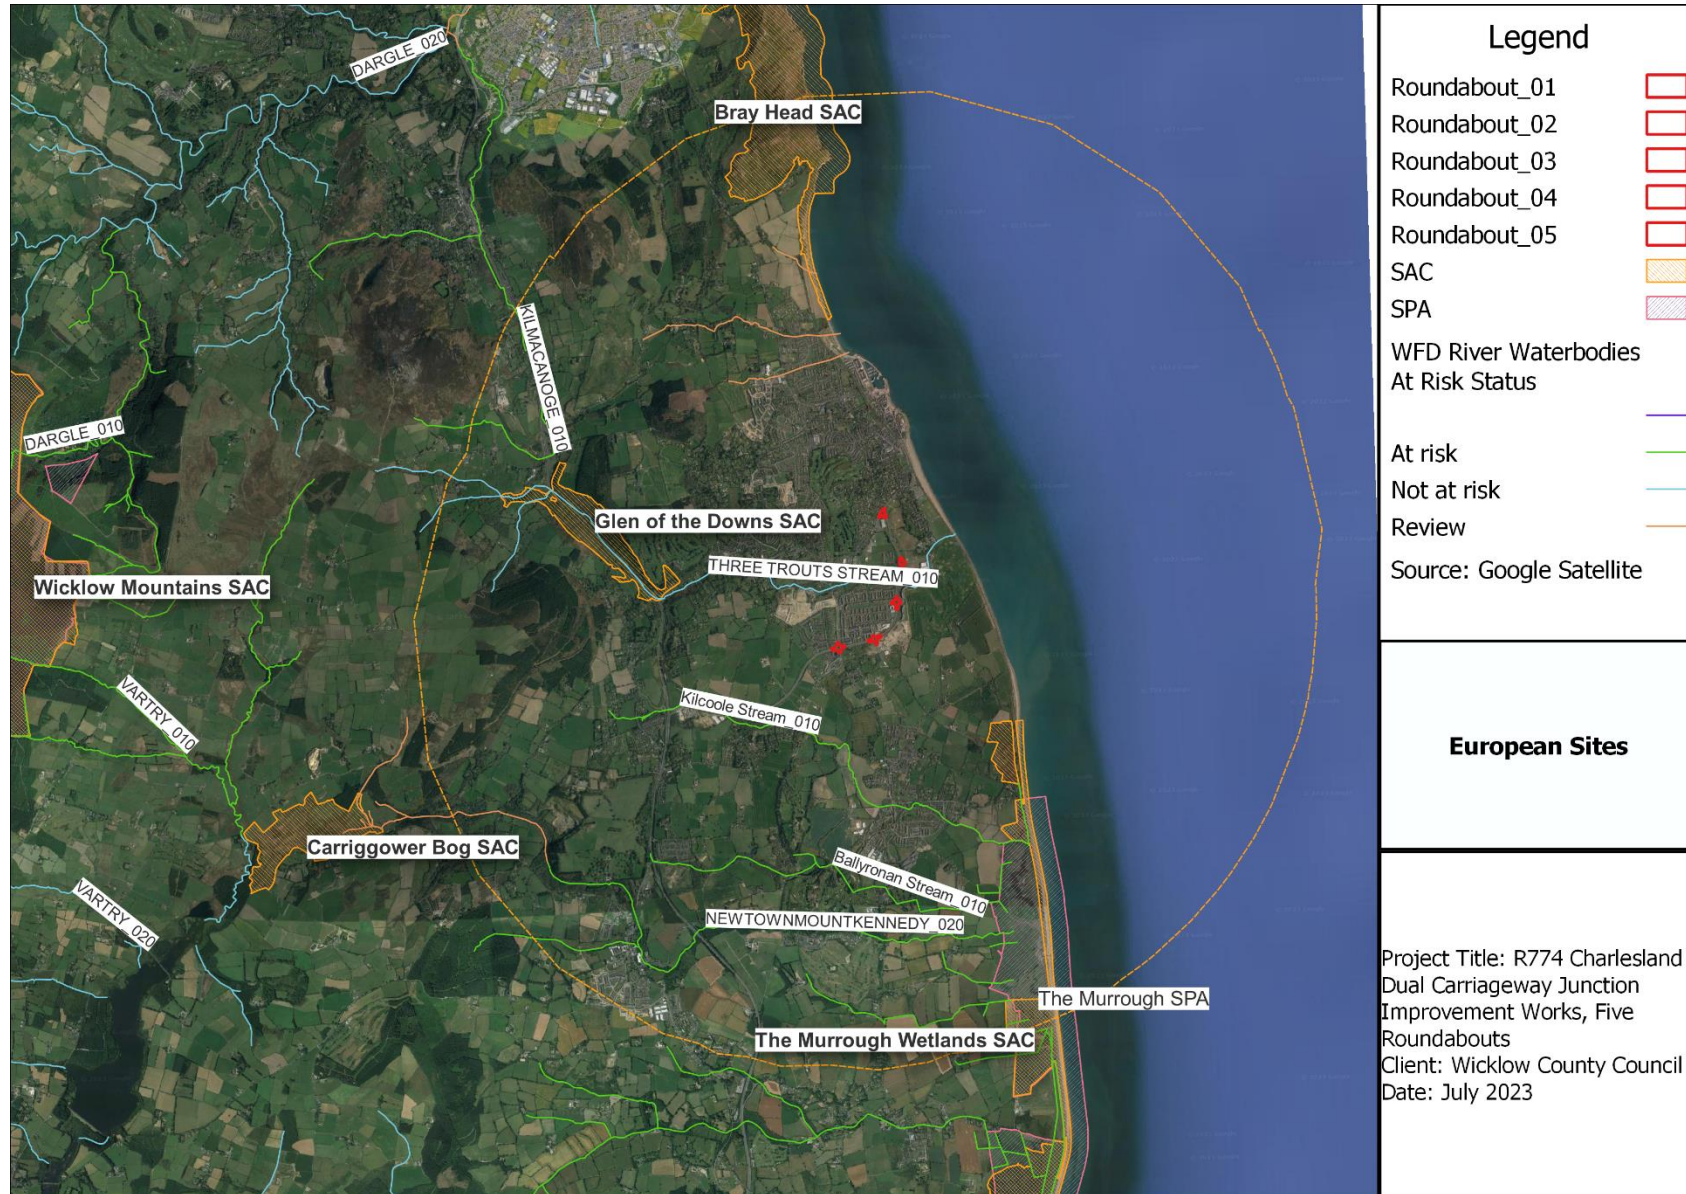 DARGLE_020
Bray Head SAC
KILMACANOGE_010
DARGLE_010
Glen of the Downs SAC
THREE TROUTS STREAM_010
Wicklow Mountains SAC
VARTRY_010
Kilcoole Stream_010
Carriggower Bog SAC
Ballyronan Stream_010
VARTRY_020
NEWTOWNMOUNTKENNEDY_020
The Murrough SPA
The Murrough Wetlands SAC
Legend
Roundabout_01
Roundabout_02
Roundabout_03
Roundabout_04
Roundabout_05
SAC
SPA
WFD River Waterbodies
At Risk Status
At risk
Not at risk
Review
Source: Google Satellite
European Sites
Project Title: R774 Charlesland
Dual Carriageway Junction
Improvement Works, Five
Roundabouts
Client: Wicklow County Council
Date: July 2023